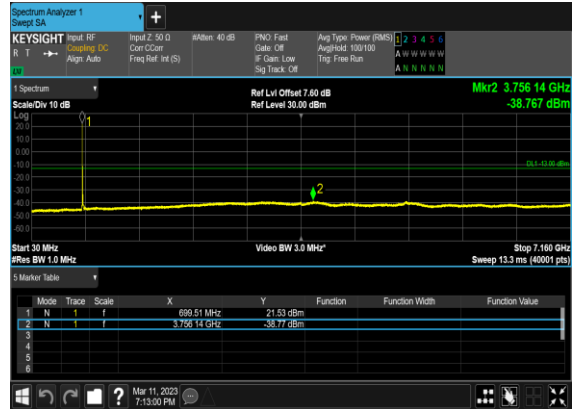 Spectrum Analyzer 1
Swept SA
+
KEYSIGHT Input: RF Input Z: 50 Ω #Atten: 40 dB PNO: Fast Avg Type: Power (RMS) 1 2 3 4 5 6
R T Coupling: DC Corr CCorr Gate: Off Avg|Hold: 100/100 A W W W W W
Align: Auto Freq Ref: Int (S) IF Gain: Low Trig: Free Run A N N N N N
Sig Track: Off
1 Spectrum Ref Lvl Offset 7.60 dB Mkr2 3.756 14 GHz
Scale/Div 10 dB Ref Level 30.00 dBm -38.767 dBm
Log
1
20.0
10.0
0.00
-10.0
DL1 -13.00 dBm
-20.0
-30.0
2
-40.0
-50.0
-60.0
Start 30 MHz Video BW 3.0 MHz* Stop 7.160 GHz
#Res BW 1.0 MHz Sweep 13.3 ms (40001 pts)
5 Marker Table
Mode Trace Scale X Y Function Function Width Function Value
1 N 1 f 699.51 MHz 21.53 dBm
2 N 1 f 3.756 14 GHz -38.77 dBm
3
4
5
6
? Mar 11, 2023
7:13:00 PM